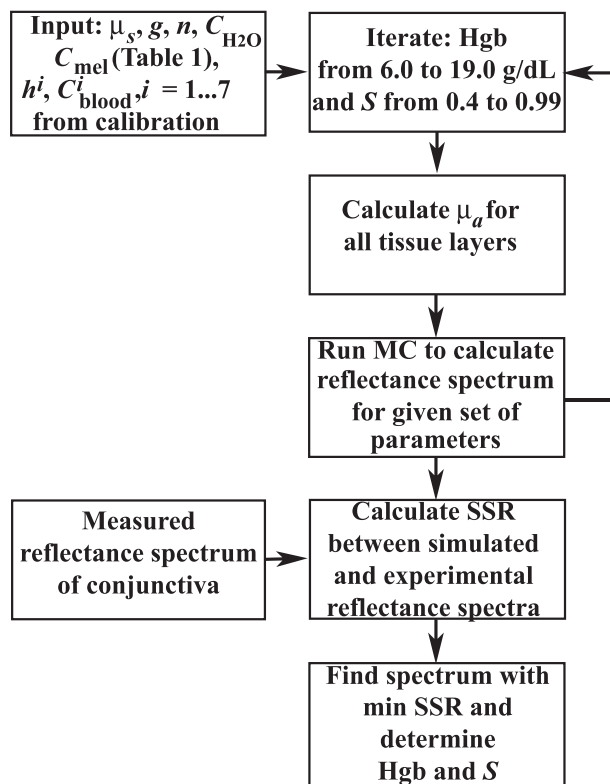 Input: μs, g, n, CH2O
Cmel(Table 1),
hⁱ, Cⁱblood,i = 1...7
from calibration
Iterate: Hgb
from 6.0 to 19.0 g/dL
and S from 0.4 to 0.99
Calculate μa for
all tissue layers
Run MC to calculate
reflectance spectrum
for given set of
parameters
Measured
reflectance spectrum
of conjunctiva
Calculate SSR
between simulated
and experimental
reflectance spectra
Find spectrum with
min SSR and
determine
Hgb and S